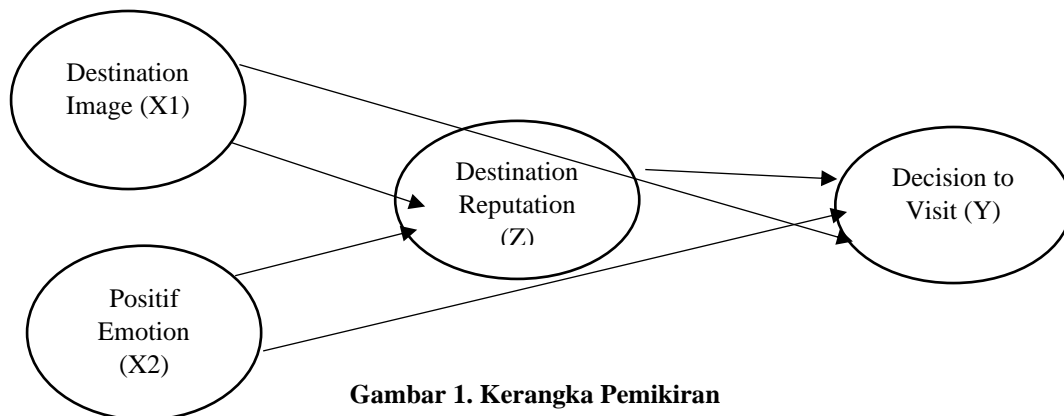 Destination
Image (X1)
Destination
Reputation
(Z)
Decision to
Visit (Y)
Positif
Emotion
(X2)
Gambar 1. Kerangka Pemikiran